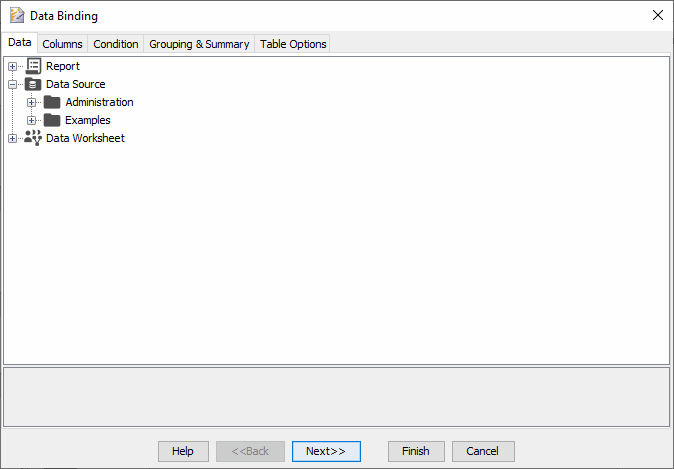 Data Binding
Data Columns Condition Grouping & Summary Table Options
Report
Data Source
Administration
Examples
Data Worksheet
Help <<Back Next>> Finish Cancel